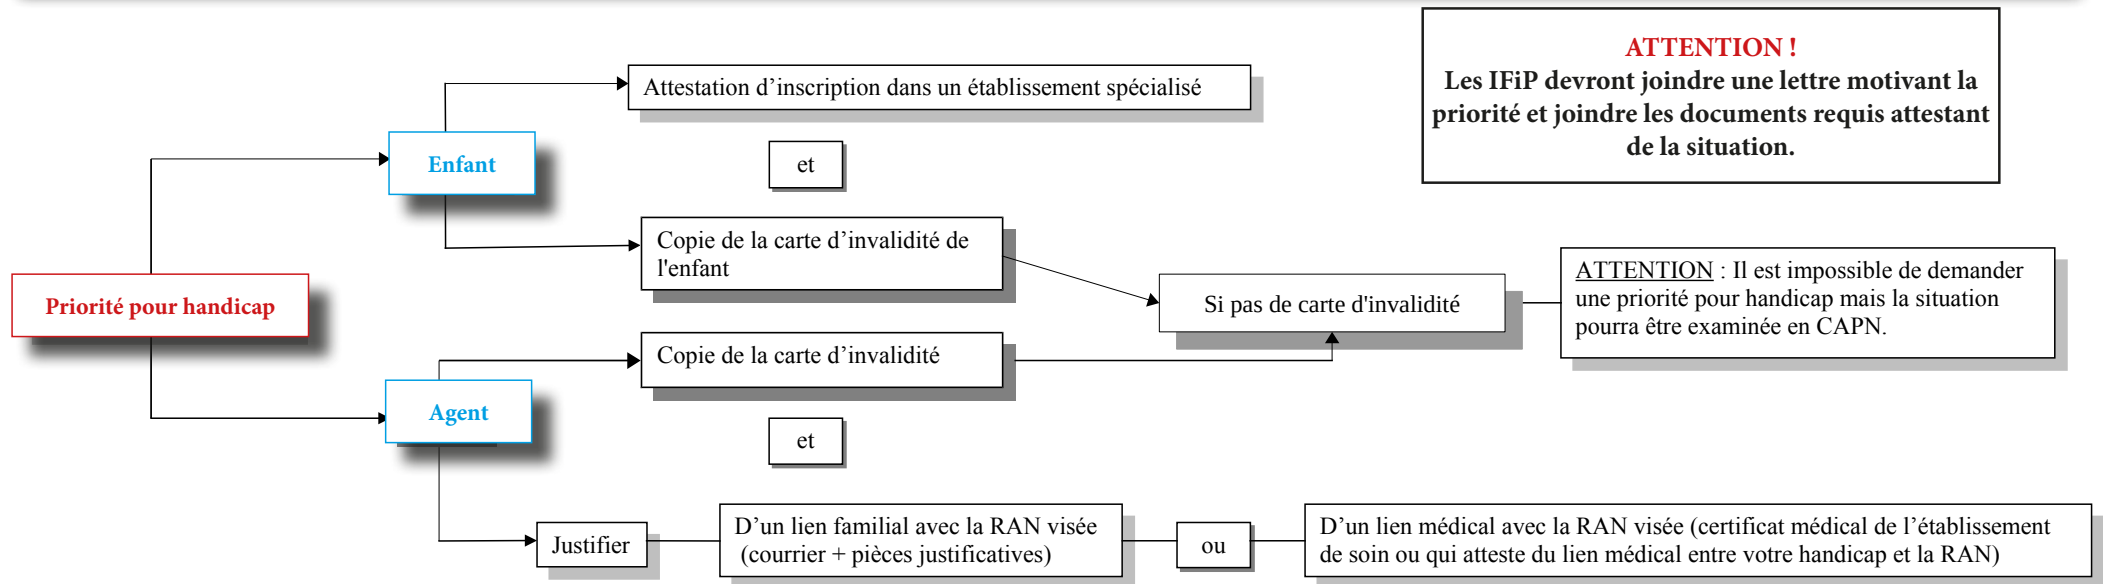 ATTENTION !
Les IFiP devront joindre une lettre motivant la
priorité et joindre les documents requis attestant
de la situation.
Attestation d’inscription dans un établissement spécialisé
Enfant
et
Copie de la carte d’invalidité de
l'enfant
Priorité pour handicap
Si pas de carte d'invalidité
ATTENTION : Il est impossible de demander
une priorité pour handicap mais la situation
pourra être examinée en CAPN.
Copie de la carte d’invalidité
Agent
et
Justifier
D’un lien familial avec la RAN visée
(courrier + pièces justificatives)
ou
D’un lien médical avec la RAN visée (certificat médical de l’établissement
de soin ou qui atteste du lien médical entre votre handicap et la RAN)